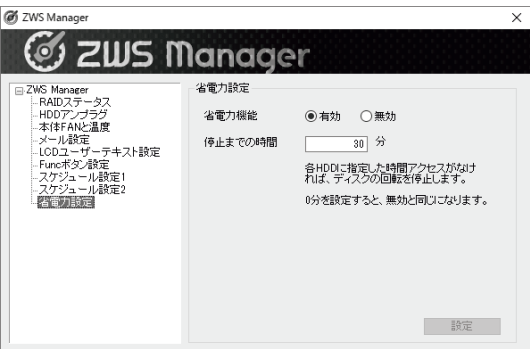 ZWS Manager
ZWS Manager
ZWS Manager
RAIDステータス
HDDアンプラグ
本体FANと温度
メール設定
LCDユーザーテキスト設定
Funcボタン設定
スケジュール設定1
スケジュール設定2
省電力設定
省電力設定
省電力機能 有効 無効
停止までの時間 30 分
各HDDに指定した時間アクセスがなけ
れば、ディスクの回転を停止します。
0分を設定すると、無効と同じになります。
設定